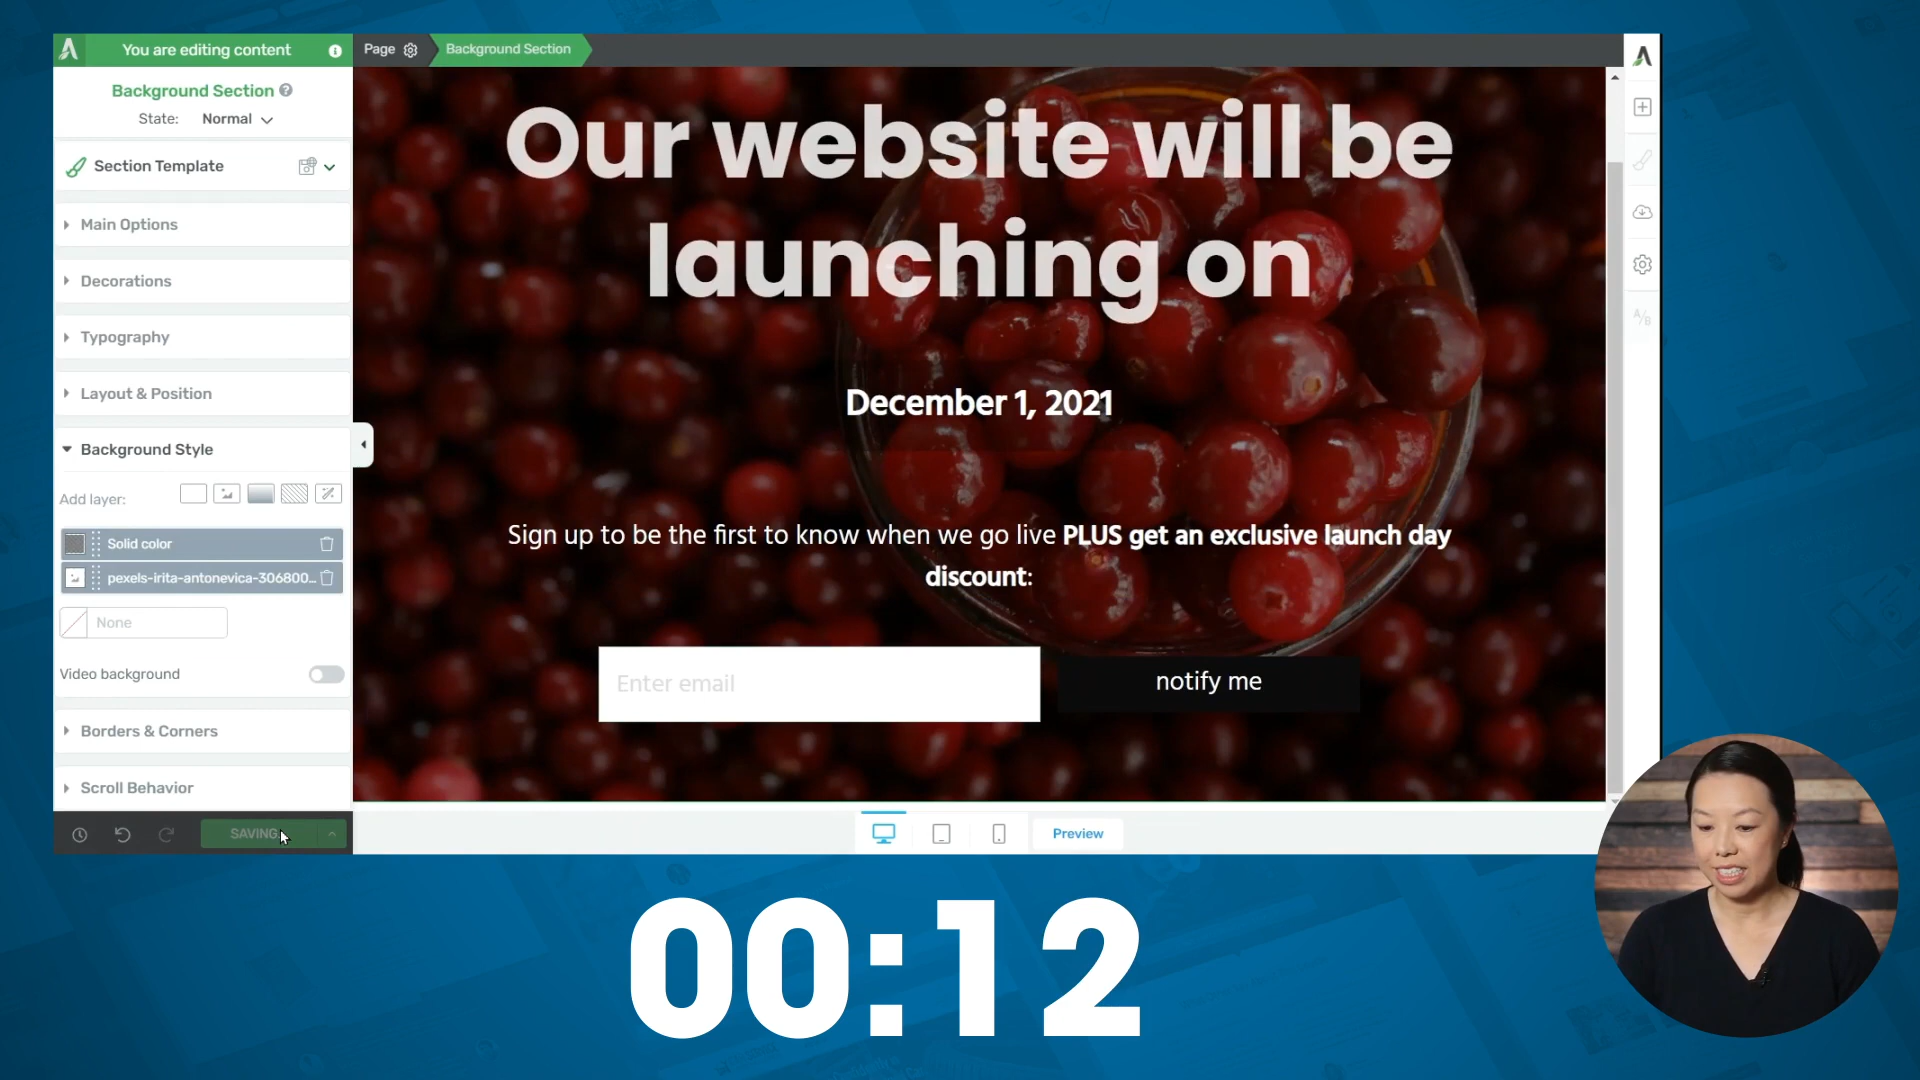 You are editing content
Page
Background Section
Background Section
State: Normal
Section Template
Main Options
Decorations
Typography
Layout & Position
Background Style
Add layer:
Solid color
pexels-irita-antonevica-306800...
None
Video background
Borders & Corners
Scroll Behavior
SAVING
Our website will be
launching on
December 1, 2021
Sign up to be the first to know when we go live PLUS get an exclusive launch day
discount:
Enter email
notify me
A/B
Preview
00:12